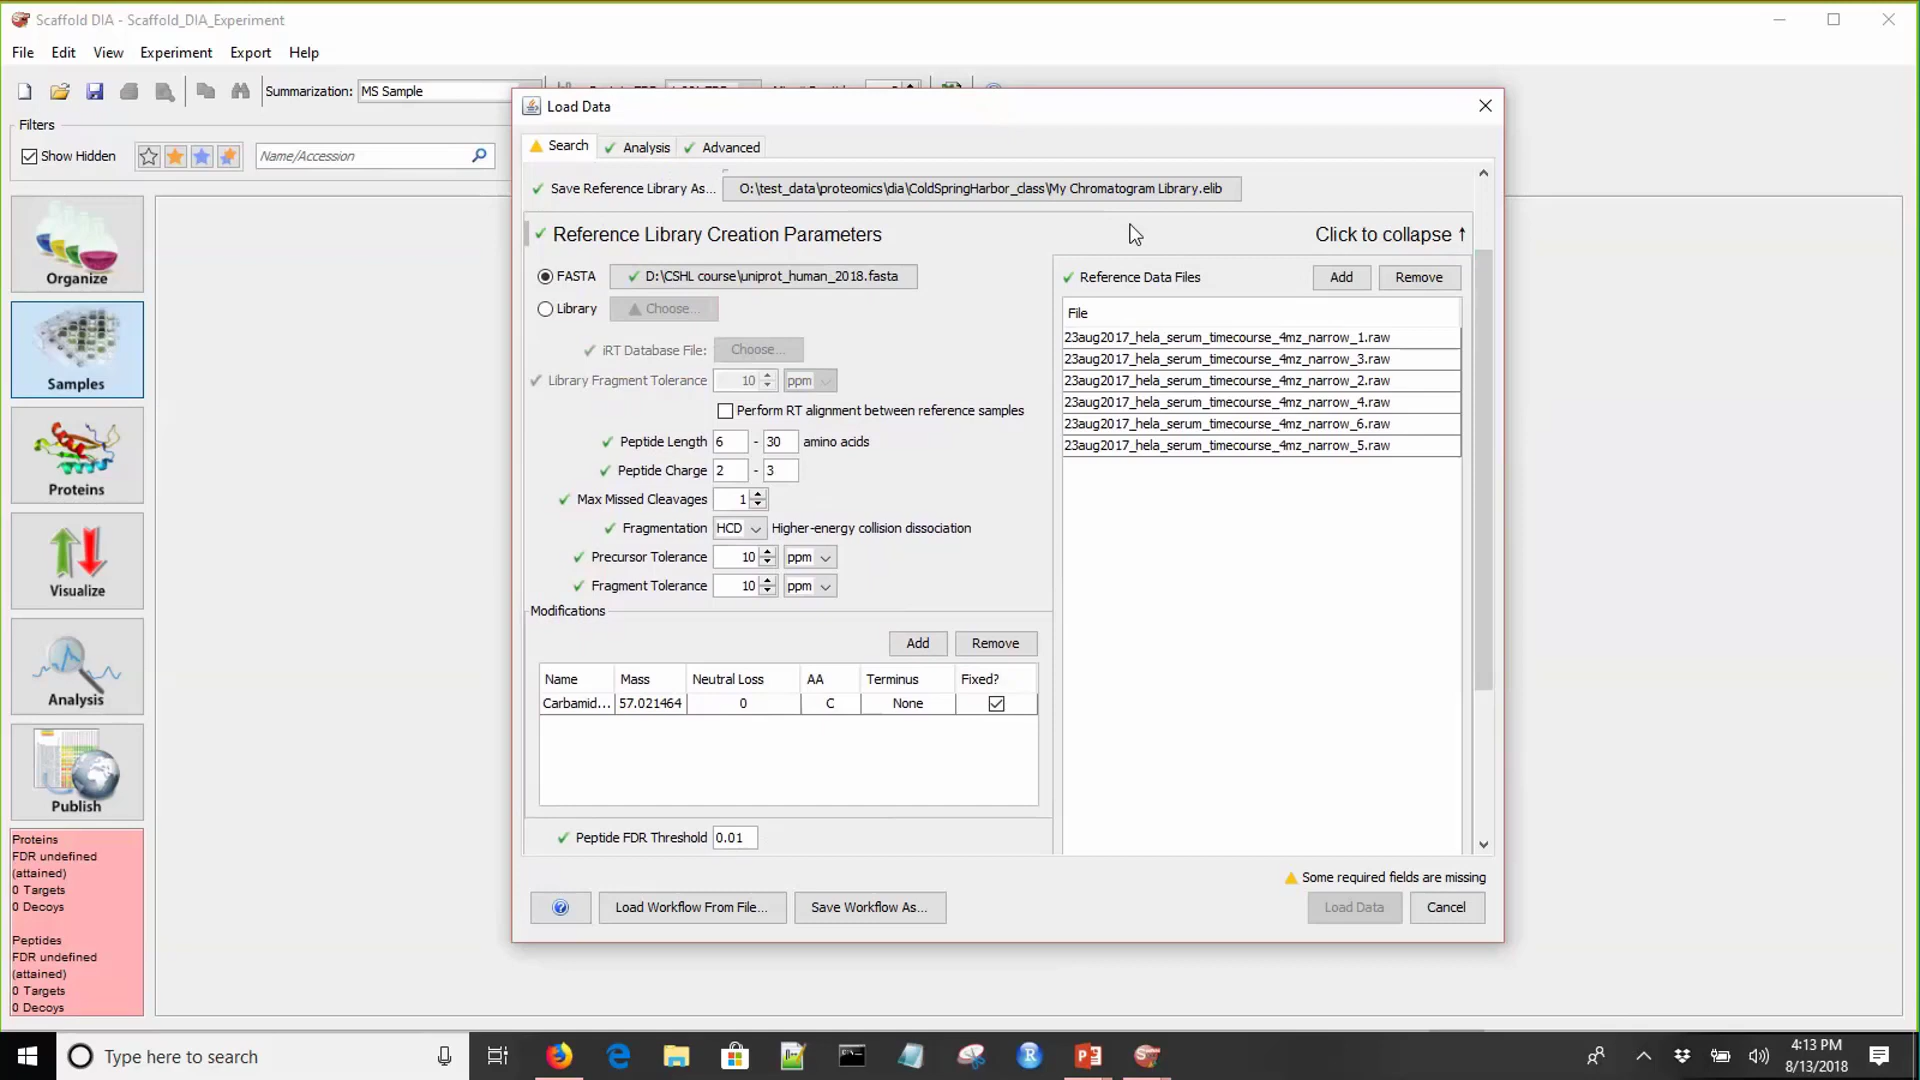 Scaffold DIA - Scaffold_DIA_Experiment
File Edit View Experiment Export Help
Summarization: MS Sample
Filters
Show Hidden Name/Accession
Organize
Samples
Proteins
Visualize
Analysis
Publish
Proteins
FDR undefined
(attained)
0 Targets
0 Decoys
Peptides
FDR undefined
(attained)
0 Targets
0 Decoys
Load Data
Search Analysis Advanced
Save Reference Library As... O:\test_data\proteomics\dia\ColdSpringHarbor_class\My Chromatogram Library.elib
Reference Library Creation Parameters Click to collapse ↑
FASTA D:\CSHL course\uniprot_human_2018.fasta
Library Choose...
iRT Database File: Choose...
Library Fragment Tolerance 10 ppm
Perform RT alignment between reference samples
Peptide Length 6 - 30 amino acids
Peptide Charge 2 - 3
Max Missed Cleavages 1
Fragmentation HCD Higher-energy collision dissociation
Precursor Tolerance 10 ppm
Fragment Tolerance 10 ppm
Modifications
Add Remove
Name Mass Neutral Loss AA Terminus Fixed?
Carbamid... 57.021464 0 C None
Peptide FDR Threshold 0.01
Reference Data Files Add Remove
File
23aug2017_hela_serum_timecourse_4mz_narrow_1.raw
23aug2017_hela_serum_timecourse_4mz_narrow_3.raw
23aug2017_hela_serum_timecourse_4mz_narrow_2.raw
23aug2017_hela_serum_timecourse_4mz_narrow_4.raw
23aug2017_hela_serum_timecourse_4mz_narrow_6.raw
23aug2017_hela_serum_timecourse_4mz_narrow_5.raw
Some required fields are missing
Load Workflow From File... Save Workflow As... Load Data Cancel
Type here to search
4:13 PM
8/13/2018